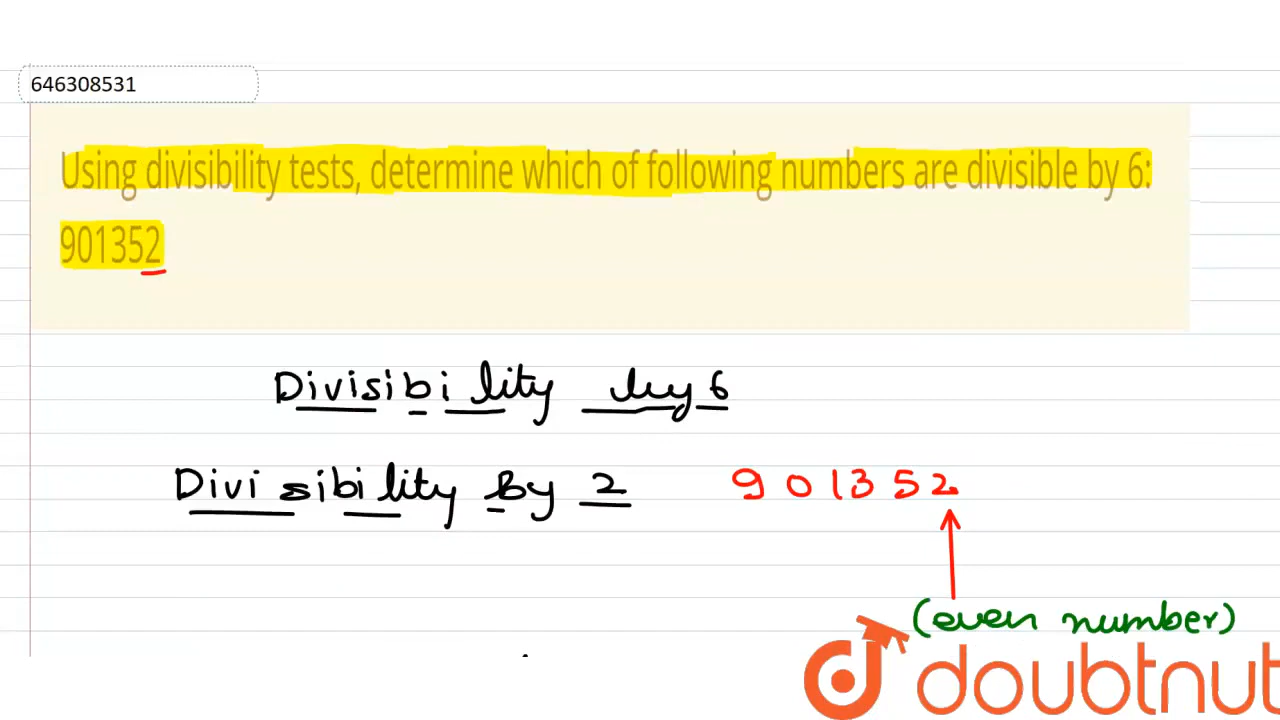 646308531
Using divisibility tests, determine which of following numbers are divisible by 6:
901352
Divisibility by 6
Divisibility By 2 901352
(even number)
doubtnut